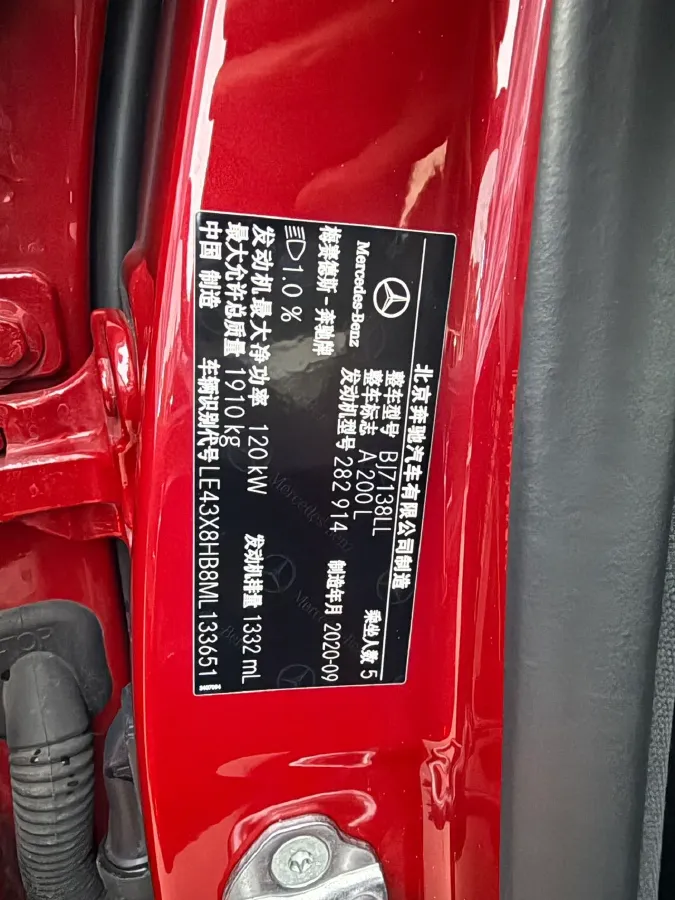 北京奔驰汽车有限公司制造
Mercedes-Benz
整车型号 BJ7138LL
乘坐人数 5
整车标志 A 200 L
梅赛德斯-奔驰牌
发动机型号 282 914
制造年月 2020-09
1.0 %
发动机最大净功率 120 kW
发动机排量 1332 mL
最大允许总质量 1910 kg
中国 制造
车辆识别代号 LE43X8HB8ML133651